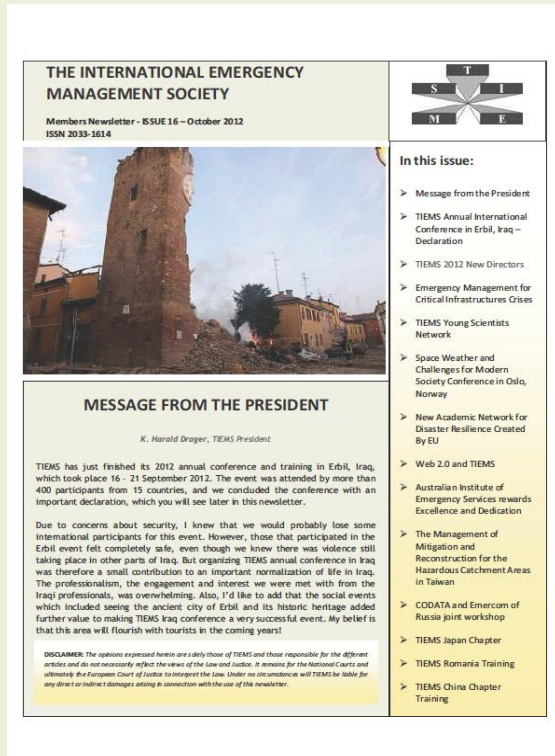 THE INTERNATIONAL EMERGENCY
MANAGEMENT SOCIETY
Members Newsletter - ISSUE 16 – October 2012
ISSN 2033-1614
T
S I
M E
In this issue:
➢ Message from the President
➢ TIEMS Annual International
Conference in Erbil, Iraq –
Declaration
➢ TIEMS 2012 New Directors
➢ Emergency Management for
Critical Infrastructures Crises
➢ TIEMS Young Scientists
Network
➢ Space Weather and
Challenges for Modern
Society Conference in Oslo,
Norway
➢ New Academic Network for
Disaster Resilience Created
By EU
➢ Web 2.0 and TIEMS
➢ Australian Institute of
Emergency Services rewards
Excellence and Dedication
➢ The Management of
Mitigation and
Reconstruction for the
Hazardous Catchment Areas
in Taiwan
➢ CODATA and Emercom of
Russia joint workshop
➢ TIEMS Japan Chapter
➢ TIEMS Romania Training
➢ TIEMS China Chapter
Training
MESSAGE FROM THE PRESIDENT
K. Harald Drager, TIEMS President
TIEMS has just finished its 2012 annual conference and training in Erbil, Iraq,
which took place 16 - 21 September 2012. The event was attended by more than
400 participants from 15 countries, and we concluded the conference with an
important declaration, which you will see later in this newsletter.
Due to concerns about security, I knew that we would probably lose some
international participants for this event. However, those that participated in the
Erbil event felt completely safe, even though we knew there was violence still
taking place in other parts of Iraq. But organizing TIEMS annual conference in Iraq
was therefore a small contribution to an important normalization of life in Iraq.
The professionalism, the engagement and interest we were met with from the
Iraqi professionals, was overwhelming. Also, I'd like to add that the social events
which included seeing the ancient city of Erbil and its historic heritage added
further value to making TIEMS Iraq conference a very successful event. My belief is
that this area will flourish with tourists in the coming years!
DISCLAIMER: The opinions expressed herein are solely those of TIEMS and those responsible for the different
articles and do not necessarily reflect the views of the Law and Justice. It remains for the National Courts and
ultimately the European Court of Justice to interpret the Law. Under no circumstances will TIEMS be liable for
any direct or indirect damages arising in connection with the use of this newsletter.